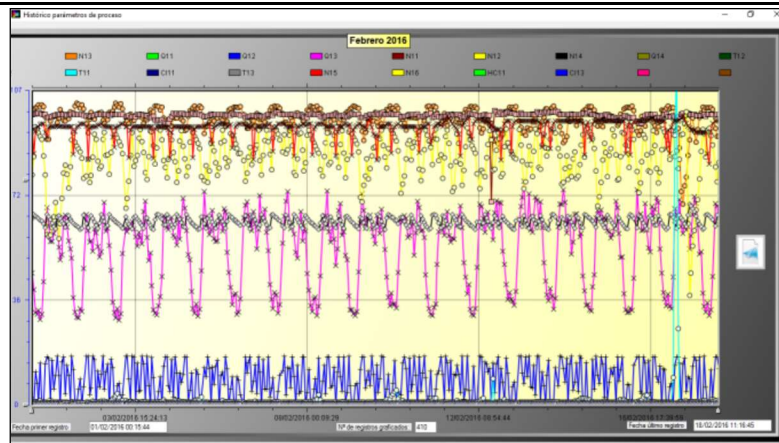 Histórico parámetros de proceso
Febrero 2016
N13 Q11 Q12 Q13 N11 N12 N14 Q14 T12
T11 CI11 T13 N15 N16 HC11 CI13
107
72
36
0
03/02/2016 15:24:13 09/02/2016 00:09:29 12/02/2016 08:54:44 16/02/2016 17:39:59
Fecha primer registro 01/02/2016 00:15:44 Nº de registros graficados 410 Fecha último registro 18/02/2016 11:16:45